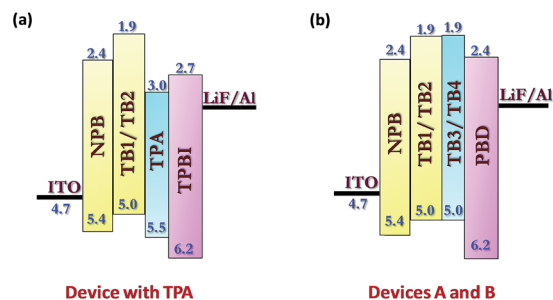 (a)
1.9
2.4
3.0
2.7
LiF/Al
NPB
TB1/ TB2
TPA
TPBI
ITO
4.7
5.4
5.0
5.5
6.2
Device with TPA
(b)
1.9
1.9
2.4
2.4
LiF/Al
NPB
TB1/ TB2
TB3/ TB4
PBD
ITO
4.7
5.4
5.0
5.0
6.2
Devices A and B